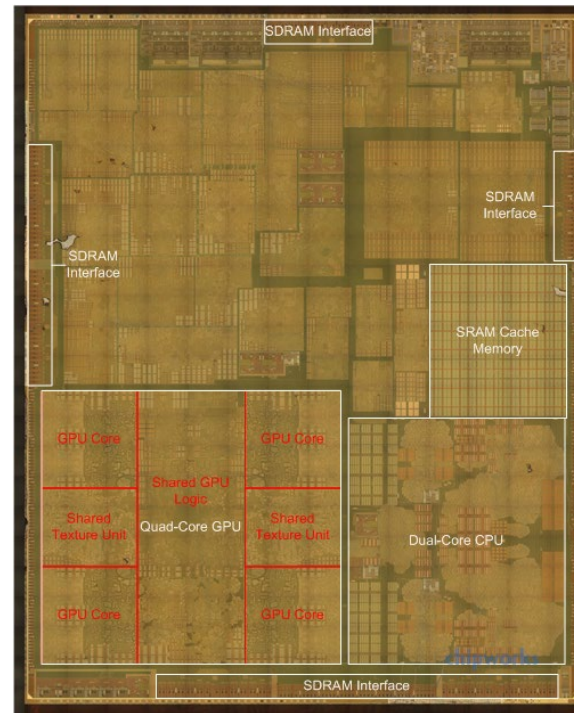 SDRAM Interface
SDRAM
Interface
SDRAM
Interface
SRAM Cache
Memory
GPU Core
GPU Core
Shared GPU
Logic
Shared
Texture Unit
Quad-Core GPU
Shared
Texture Unit
Dual-Core CPU
GPU Core
GPU Core
chipworks
SDRAM Interface